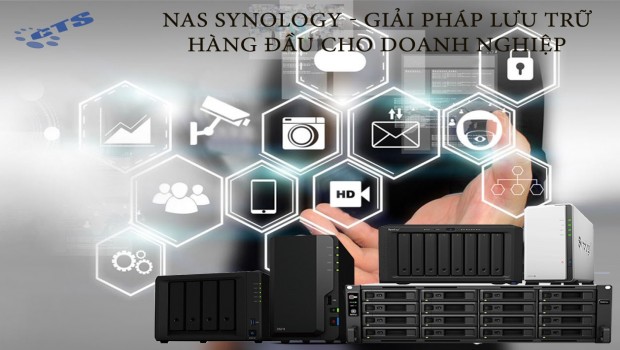 CTS
NAS SYNOLOGY - GIẢI PHÁP LƯU TRỮ
HÀNG ĐẦU CHO DOANH NGHIỆP
HD